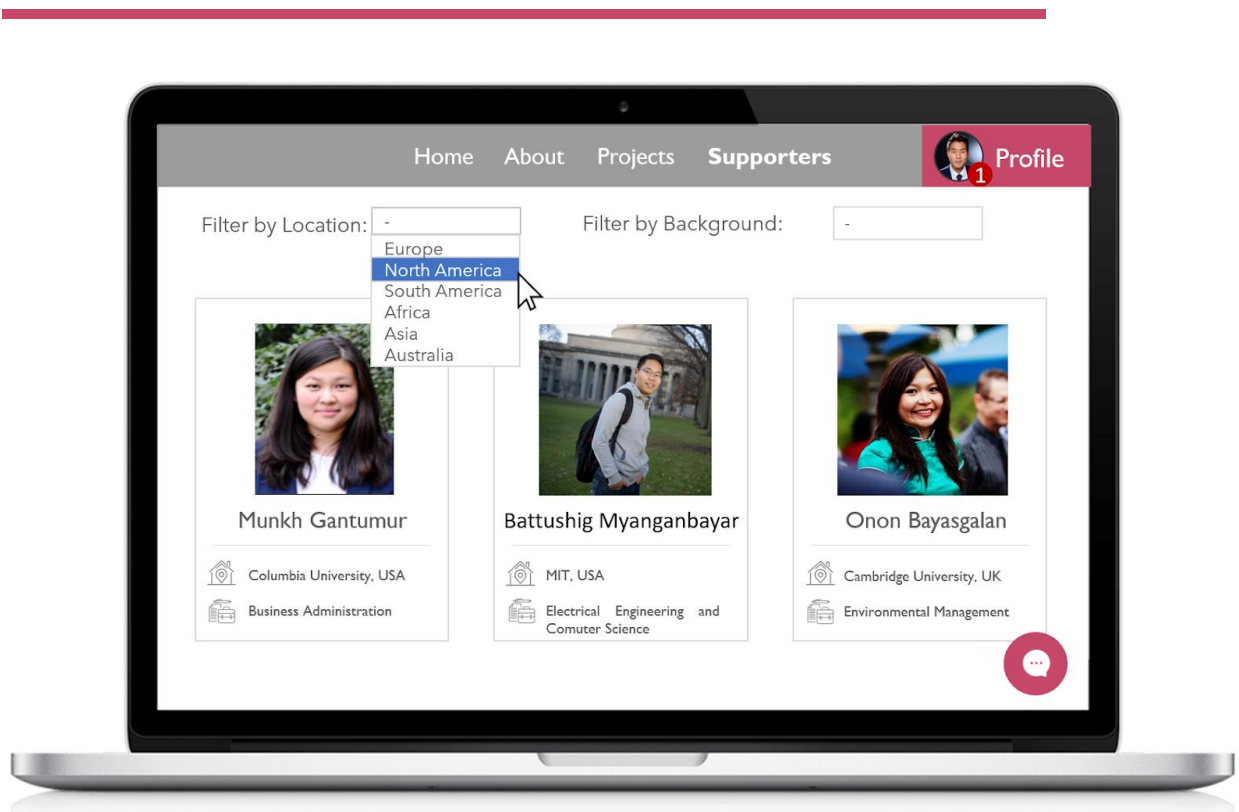 Home About Projects Supporters
1 Profile
Filter by Location: -
Filter by Background: -
Europe
North America
South America
Africa
Asia
Australia
Munkh Gantumur
Columbia University, USA
Business Administration
Battushig Myanganbayar
MIT, USA
Electrical Engineering and
Comuter Science
Onon Bayasgalan
Cambridge University, UK
Environmental Management